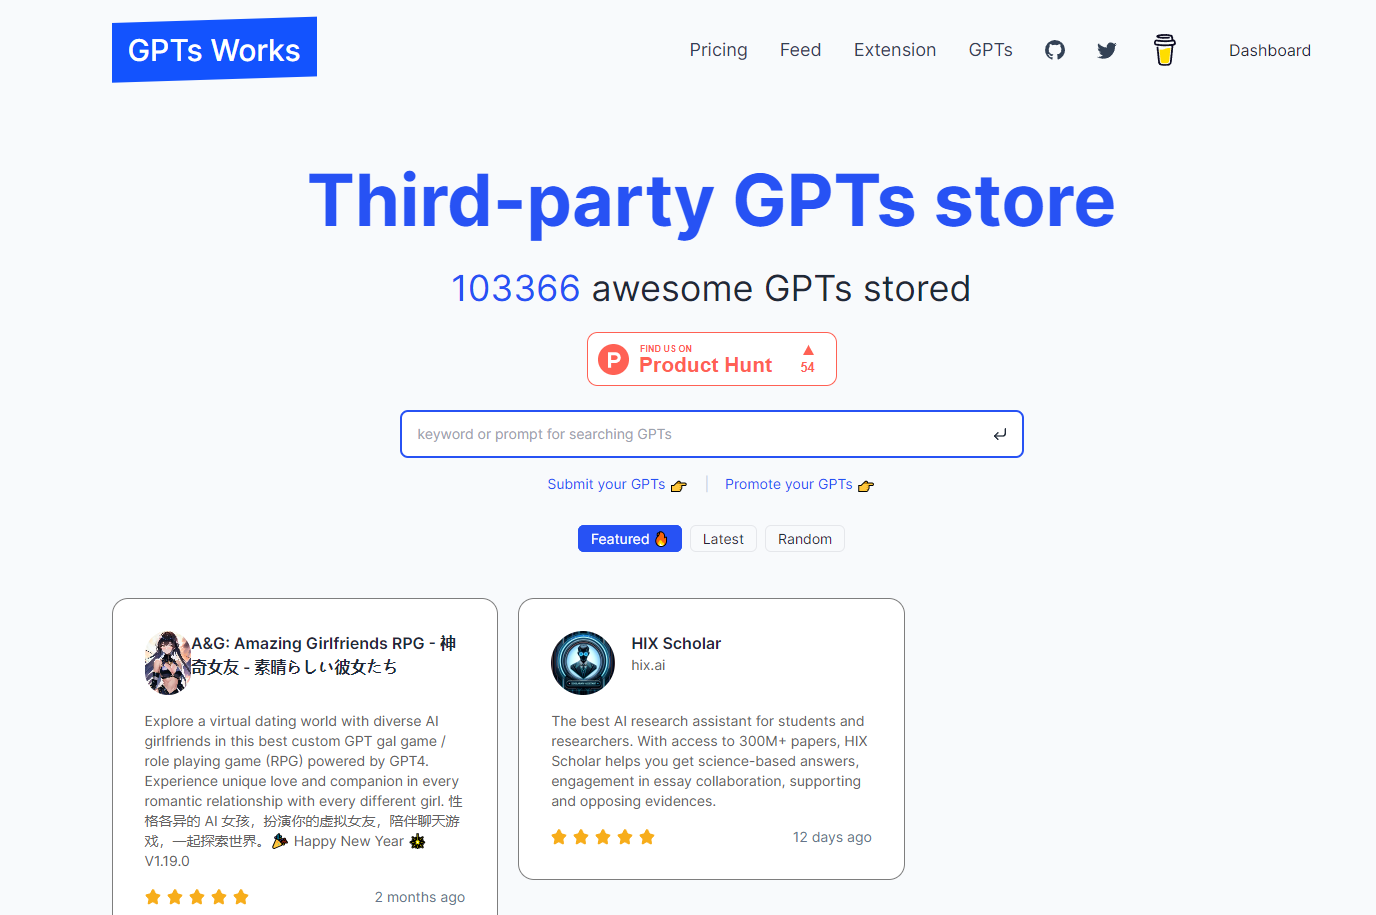 GPTs Works
Pricing
Feed
Extension
GPTs
Dashboard
Third-party GPTs store
103366 awesome GPTs stored
P
FIND US ON
Product Hunt
▲
54
keyword or prompt for searching GPTs
Submit your GPTs 👉
Promote your GPTs 👉
Featured 🔥
Latest
Random
A&G: Amazing Girlfriends RPG - 神
奇女友 - 素晴らしい彼女たち
Explore a virtual dating world with diverse AI
girlfriends in this best custom GPT gal game /
role playing game (RPG) powered by GPT4.
Experience unique love and companion in every
romantic relationship with every different girl. 性
格各异的 AI 女孩，扮演你的虚拟女友，陪伴聊天游
戏，一起探索世界。🎉 Happy New Year 🎆
V1.19.0
2 months ago
HIX Scholar
hix.ai
The best AI research assistant for students and
researchers. With access to 300M+ papers, HIX
Scholar helps you get science-based answers,
engagement in essay collaboration, supporting
and opposing evidences.
12 days ago